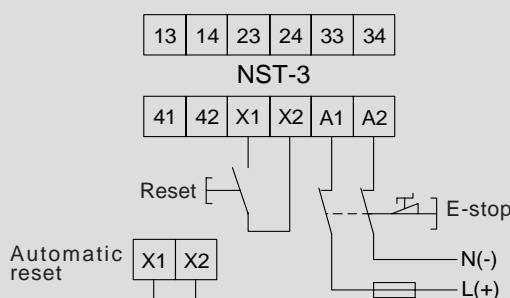 13 14 23 24 33 34
NST-3
41 42 X1 X2 A1 A2
Reset
E-stop
Automatic
reset
X1 X2
N(-)
L(+)